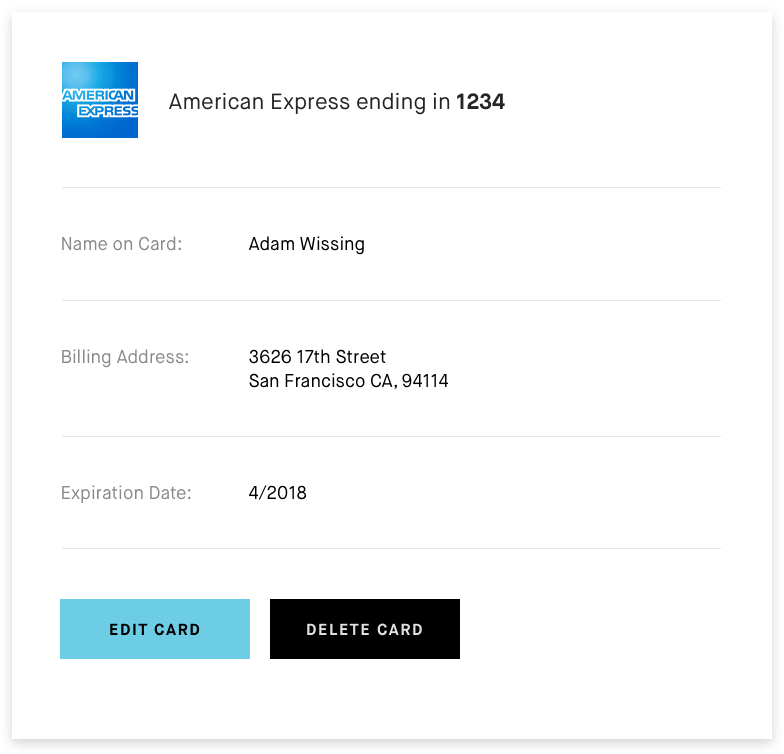 AMERICAN
EXPRESS
American Express ending in 1234
Name on Card: Adam Wissing
Billing Address: 3626 17th Street
San Francisco CA, 94114
Expiration Date: 4/2018
EDIT CARD DELETE CARD